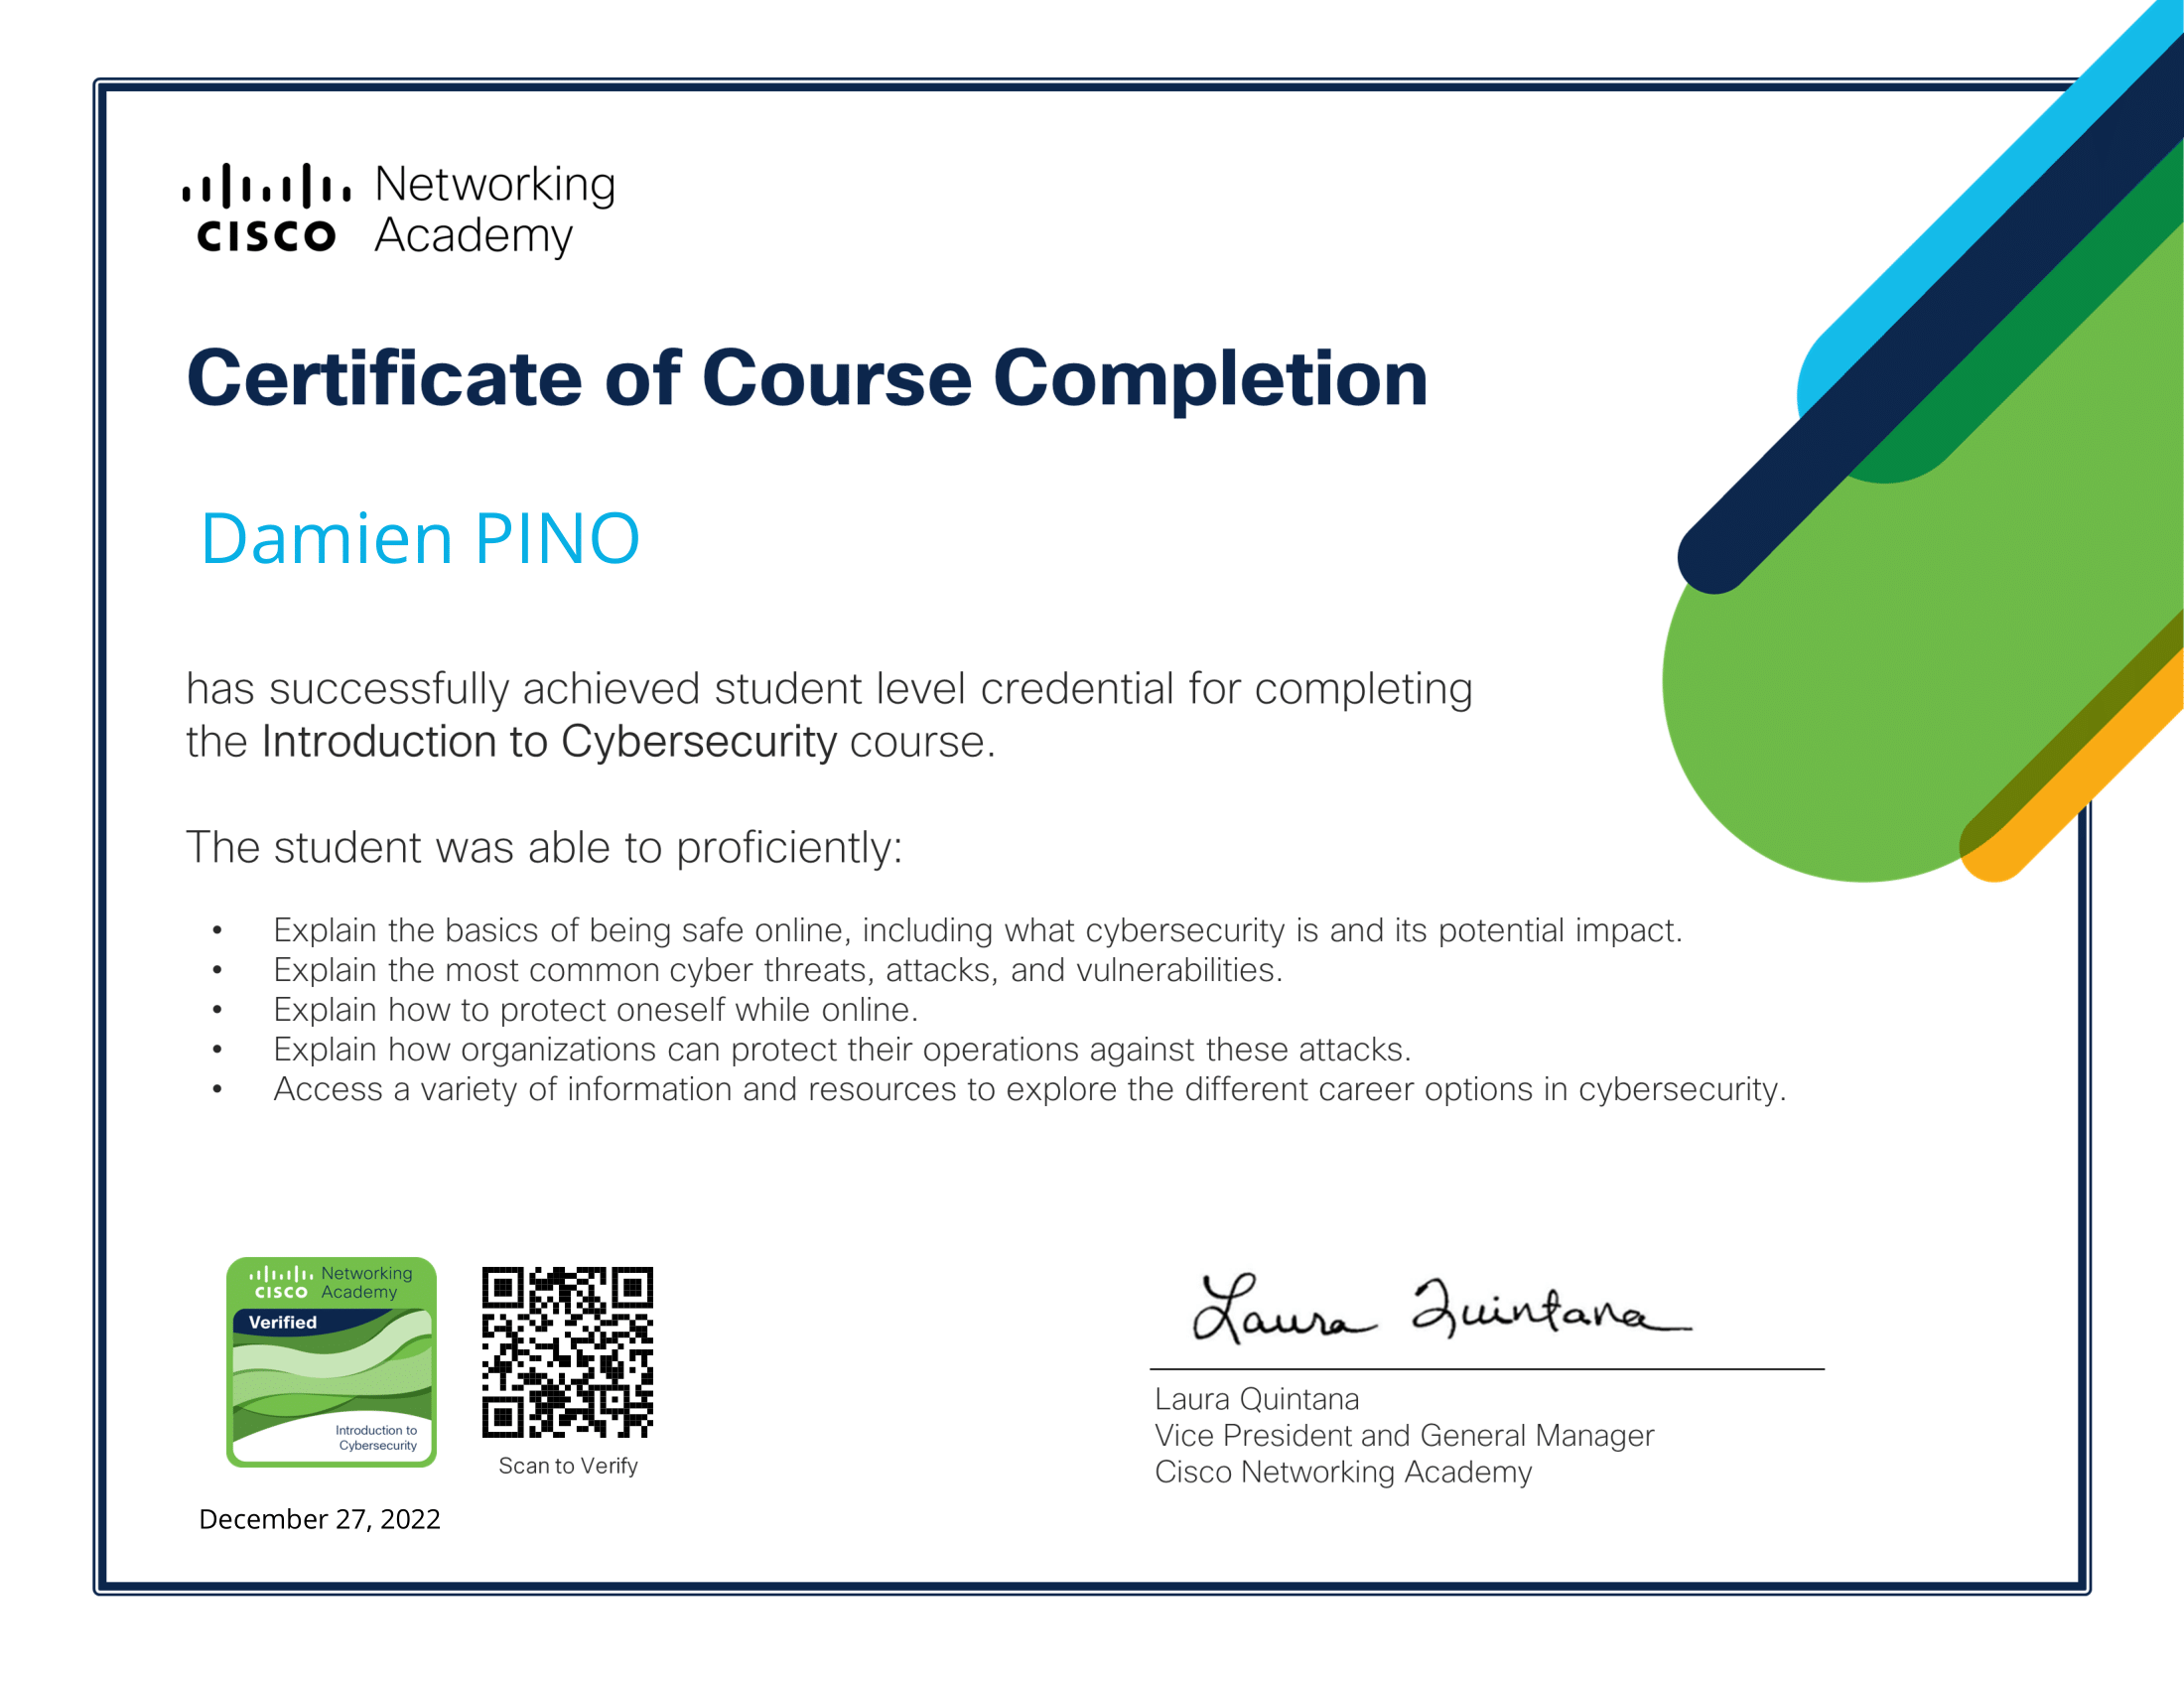 CISCO
Networking
Academy
Certificate of Course Completion
Damien PINO
has successfully achieved student level credential for completing
the Introduction to Cybersecurity course.
The student was able to proficiently:
• Explain the basics of being safe online, including what cybersecurity is and its potential impact.
• Explain the most common cyber threats, attacks, and vulnerabilities.
• Explain how to protect oneself while online.
• Explain how organizations can protect their operations against these attacks.
• Access a variety of information and resources to explore the different career options in cybersecurity.
CISCO
Networking
Academy
Verified
Introduction to
Cybersecurity
Scan to Verify
December 27, 2022
Laura Quintana
Laura Quintana
Vice President and General Manager
Cisco Networking Academy